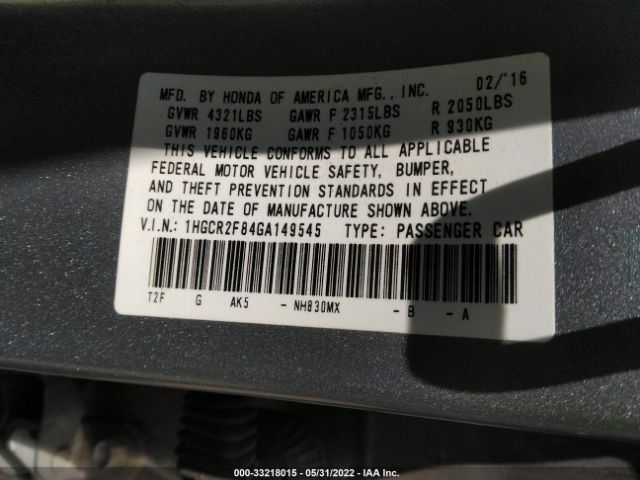 MFD. BY HONDA OF AMERICA MFG., INC. 02/'16
GVWR 4321LBS GAWR F 2315LBS R 2050LBS
GVWR 1960KG GAWR F 1050KG R 930KG
THIS VEHICLE CONFORMS TO ALL APPLICABLE
FEDERAL MOTOR VEHICLE SAFETY, BUMPER,
AND THEFT PREVENTION STANDARDS IN EFFECT
ON THE DATE OF MANUFACTURE SHOWN ABOVE.
V.I.N.: 1HGCR2F84GA149545 TYPE: PASSENGER CAR
T2F G AK5 - NH830MX - B - A
000-33218015 - 05/31/2022 - IAA Inc.